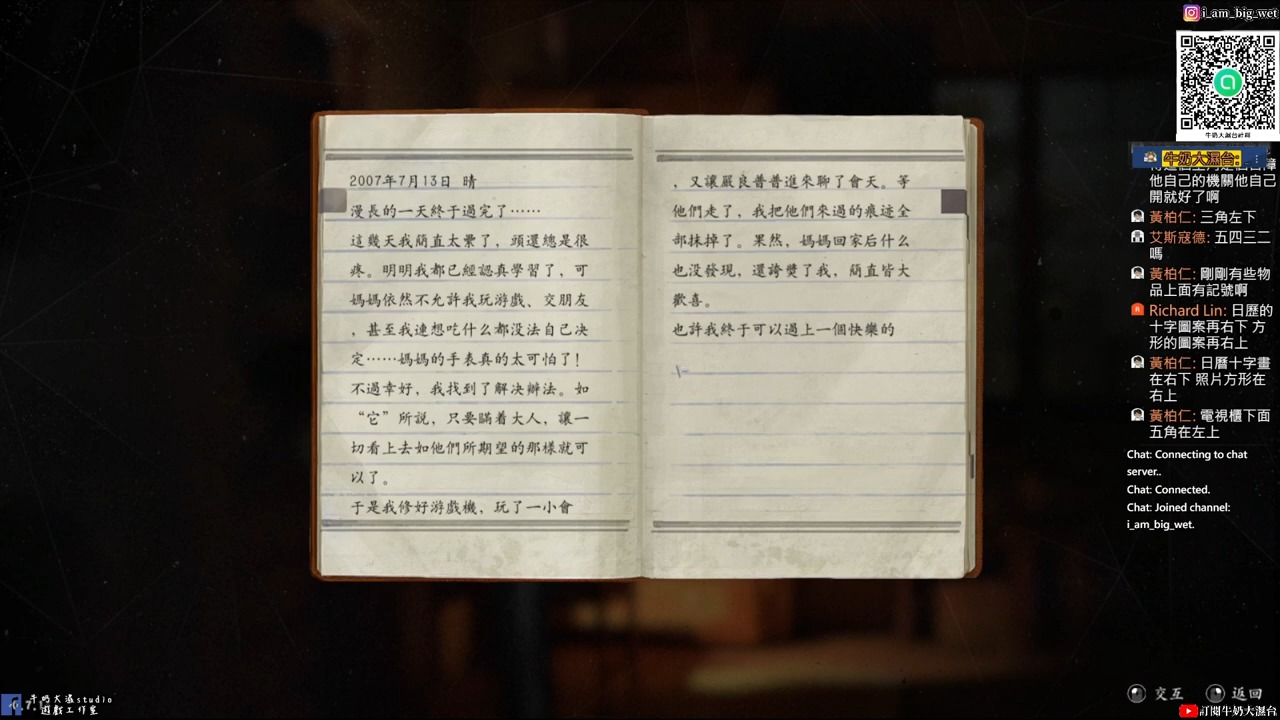 i_am_big_wet
牛奶大濕台社群
牛奶大濕台:
他自己的機關他自己
開就好了啊
黃柏仁: 三角左下
艾斯寇德: 五四三二
嗎
黃柏仁: 剛剛有些物
品上面有記號啊
Richard Lin: 日歷的
十字圖案再右下 方
形的圖案再右上
黃柏仁: 日曆十字畫
在右下 照片方形在
右上
黃柏仁: 電視櫃下面
五角在左上
Chat: Connecting to chat
server..
Chat: Connected.
Chat: Joined channel:
i_am_big_wet.
2007年7月13日 晴
漫長的一天終于過完了……
這幾天我簡直太纍了，頭還總是很
疼。明明我都已經認真學習了，可
媽媽依然不允許我玩游戲、交朋友
，甚至我連想吃什么都没法自己决
定……媽媽的手表真的太可怕了！
不過幸好，我找到了解决辦法。如
“它”所説，只要瞞着大人，讓一
切看上去如他們所期望的那樣就可
以了。
于是我修好游戲機，玩了一小會
，又讓嚴良普普進來聊了會天。等
他們走了，我把他們來過的痕迹全
部抹掉了。果然，媽媽回家后什么
也没發現，還誇獎了我，簡直皆大
歡喜。
也許我終于可以過上一個快樂的
牛奶大濕studio
遊戲工作室
交互
返回
訂閱牛奶大濕台